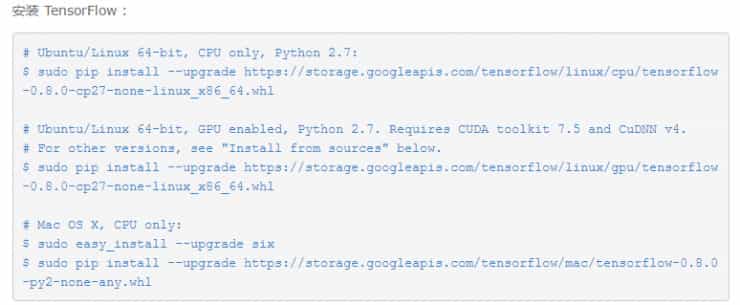 安装 TensorFlow：
# Ubuntu/Linux 64-bit, CPU only, Python 2.7:
$ sudo pip install --upgrade https://storage.googleapis.com/tensorflow/linux/cpu/tensorflow
-0.8.0-cp27-none-linux_x86_64.whl
# Ubuntu/Linux 64-bit, GPU enabled, Python 2.7. Requires CUDA toolkit 7.5 and CuDNN v4.
# For other versions, see "Install from sources" below.
$ sudo pip install --upgrade https://storage.googleapis.com/tensorflow/linux/gpu/tensorflow
-0.8.0-cp27-none-linux_x86_64.whl
# Mac OS X, CPU only:
$ sudo easy_install --upgrade six
$ sudo pip install --upgrade https://storage.googleapis.com/tensorflow/mac/tensorflow-0.8.0
-py2-none-any.whl